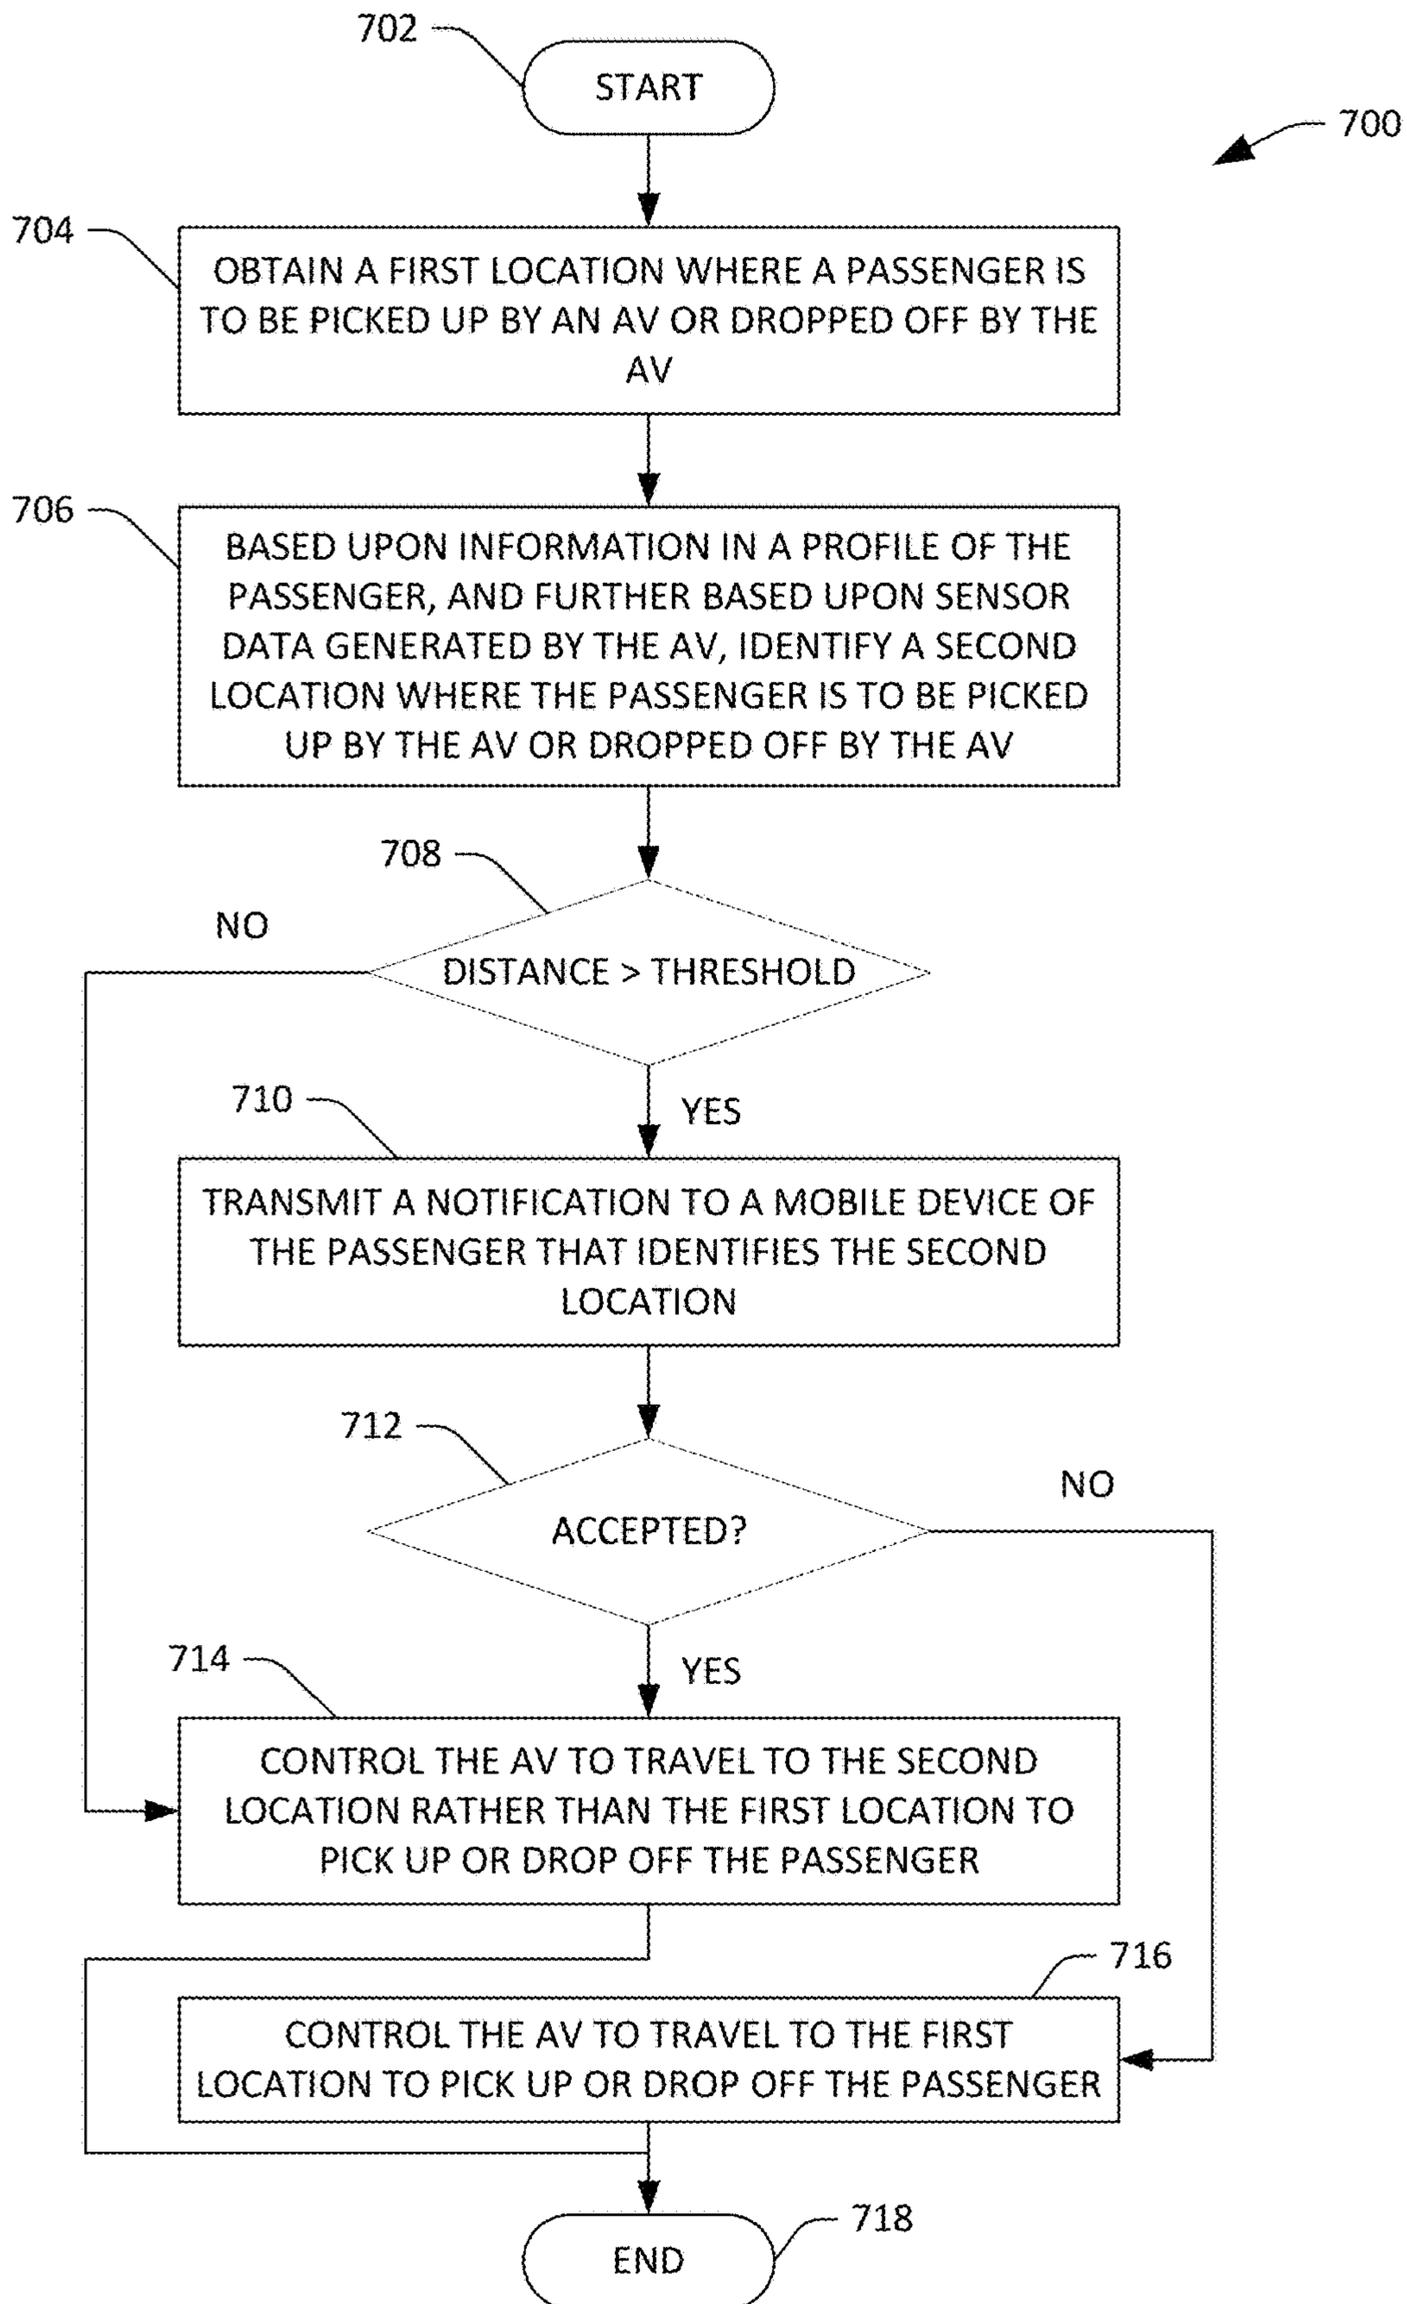 702
START
700
704
OBTAIN A FIRST LOCATION WHERE A PASSENGER IS
TO BE PICKED UP BY AN AV OR DROPPED OFF BY THE
AV
706
BASED UPON INFORMATION IN A PROFILE OF THE
PASSENGER, AND FURTHER BASED UPON SENSOR
DATA GENERATED BY THE AV, IDENTIFY A SECOND
LOCATION WHERE THE PASSENGER IS TO BE PICKED
UP BY THE AV OR DROPPED OFF BY THE AV
708
NO
DISTANCE > THRESHOLD
710
YES
TRANSMIT A NOTIFICATION TO A MOBILE DEVICE OF
THE PASSENGER THAT IDENTIFIES THE SECOND
LOCATION
712
NO
ACCEPTED?
714
YES
CONTROL THE AV TO TRAVEL TO THE SECOND
LOCATION RATHER THAN THE FIRST LOCATION TO
PICK UP OR DROP OFF THE PASSENGER
716
CONTROL THE AV TO TRAVEL TO THE FIRST
LOCATION TO PICK UP OR DROP OFF THE PASSENGER
718
END